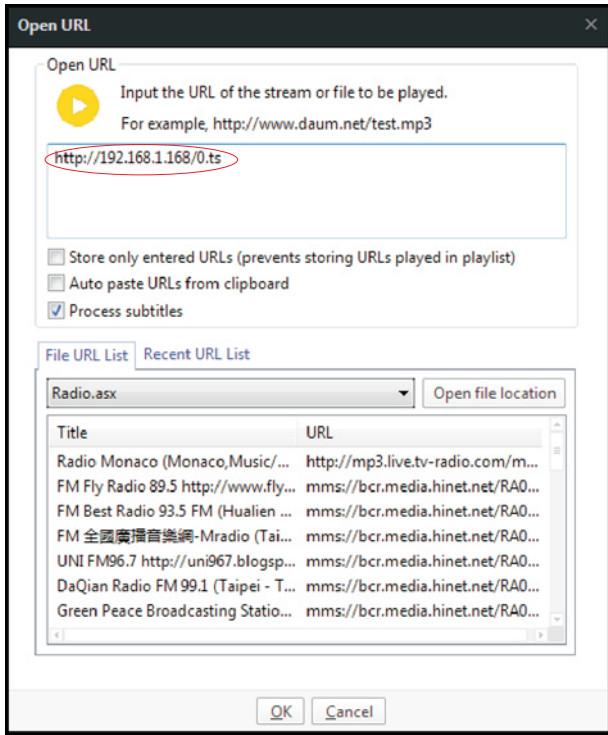 Open URL
Open URL
Input the URL of the stream or file to be played.
For example, http://www.daum.net/test.mp3
http://192.168.1.168/0.ts
Store only entered URLs (prevents storing URLs played in playlist)
Auto paste URLs from clipboard
Process subtitles
File URL List Recent URL List
Radio.asx Open file location
Title URL
Radio Monaco (Monaco,Music/... http://mp3.live.tv-radio.com/m...
FM Fly Radio 89.5 http://www.fly... mms://bcr.media.hinet.net/RA0...
FM Best Radio 93.5 FM (Hualien ... mms://bcr.media.hinet.net/RA0...
FM 全國廣播音樂網-Mradio (Tai... mms://bcr.media.hinet.net/RA0...
UNI FM96.7 http://uni967.blogsp... mms://bcr.media.hinet.net/RA0...
DaQian Radio FM 99.1 (Taipei - T... mms://bcr.media.hinet.net/RA0...
Green Peace Broadcasting Statio... mms://bcr.media.hinet.net/RA0...
OK Cancel